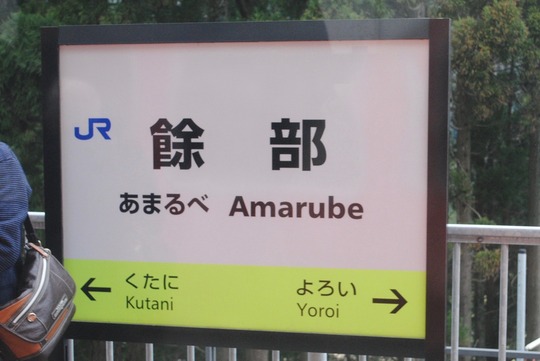 JR
餘部
あまるべ Amarube
← くたに よろい →
Kutani Yoroi